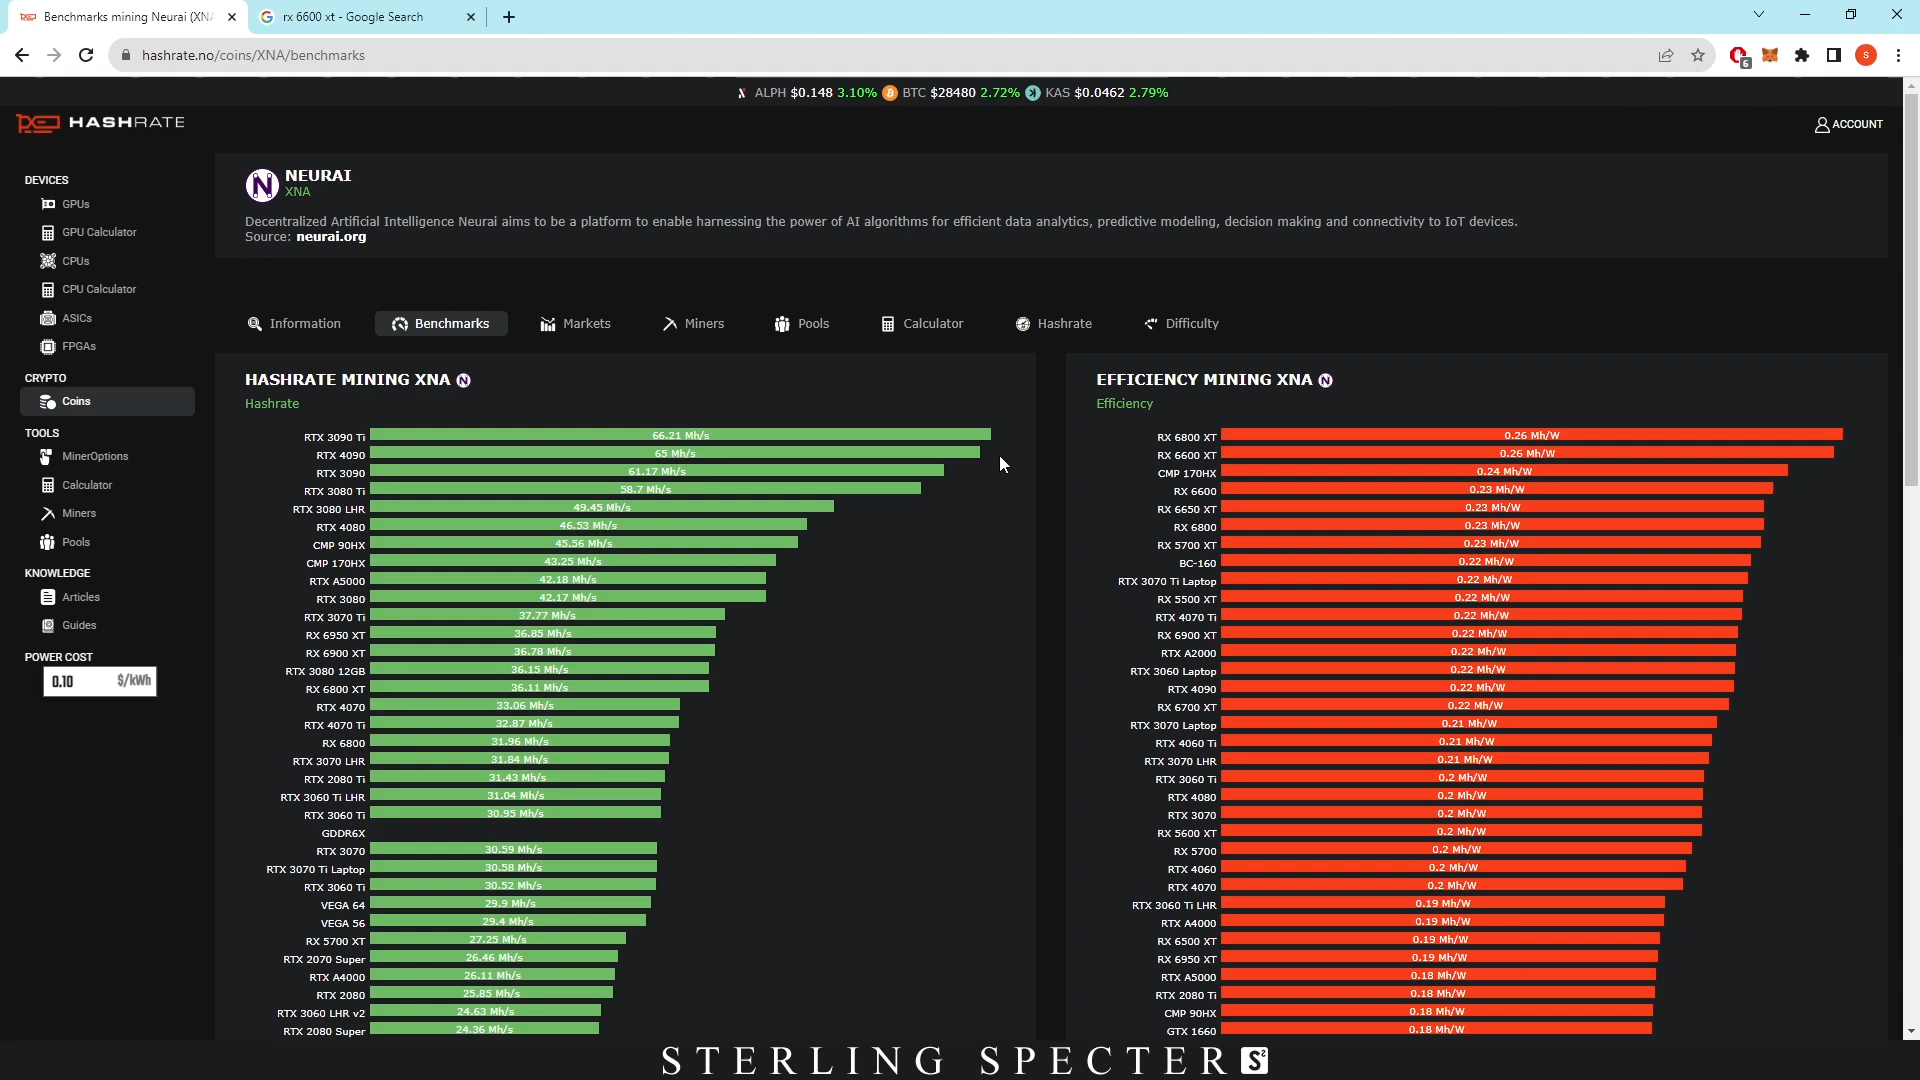 Benchmarks mining Neurai (XNA
rx 6600 xt - Google Search
hashrate.no/coins/XNA/benchmarks
6
S
ALPH $0.148 3.10% BTC $28480 2.72% KAS $0.0462 2.79%
HASHRATE
ACCOUNT
DEVICES
GPUs
GPU Calculator
CPUs
CPU Calculator
ASICs
FPGAs
CRYPTO
Coins
TOOLS
MinerOptions
Calculator
Miners
Pools
KNOWLEDGE
Articles
Guides
POWER COST
0.10 $/kWh
NEURAI
XNA
Decentralized Artificial Intelligence Neurai aims to be a platform to enable harnessing the power of AI algorithms for efficient data analytics, predictive modeling, decision making and connectivity to IoT devices.
Source: neurai.org
Information Benchmarks Markets Miners Pools Calculator Hashrate Difficulty
HASHRATE MINING XNA
Hashrate
RTX 3090 Ti 66.21 Mh/s
RTX 4090 65 Mh/s
RTX 3090 61.17 Mh/s
RTX 3080 Ti 58.7 Mh/s
RTX 3080 LHR 49.45 Mh/s
RTX 4080 46.53 Mh/s
CMP 90HX 45.56 Mh/s
CMP 170HX 43.25 Mh/s
RTX A5000 42.18 Mh/s
RTX 3080 42.17 Mh/s
RTX 3070 Ti 37.77 Mh/s
RX 6950 XT 36.85 Mh/s
RX 6900 XT 36.78 Mh/s
RTX 3080 12GB 36.15 Mh/s
RX 6800 XT 36.11 Mh/s
RTX 4070 33.06 Mh/s
RTX 4070 Ti 32.87 Mh/s
RX 6800 31.96 Mh/s
RTX 3070 LHR 31.84 Mh/s
RTX 2080 Ti 31.43 Mh/s
RTX 3060 Ti LHR 31.04 Mh/s
RTX 3060 Ti 30.95 Mh/s
GDDR6X
RTX 3070 30.59 Mh/s
RTX 3070 Ti Laptop 30.58 Mh/s
RTX 3060 Ti 30.52 Mh/s
VEGA 64 29.9 Mh/s
VEGA 56 29.4 Mh/s
RX 5700 XT 27.25 Mh/s
RTX 2070 Super 26.46 Mh/s
RTX A4000 26.11 Mh/s
RTX 2080 25.85 Mh/s
RTX 3060 LHR v2 24.63 Mh/s
RTX 2080 Super 24.36 Mh/s
EFFICIENCY MINING XNA
Efficiency
RX 6800 XT 0.26 Mh/W
RX 6600 XT 0.26 Mh/W
CMP 170HX 0.24 Mh/W
RX 6600 0.23 Mh/W
RX 6650 XT 0.23 Mh/W
RX 6800 0.23 Mh/W
RX 5700 XT 0.23 Mh/W
BC-160 0.22 Mh/W
RTX 3070 Ti Laptop 0.22 Mh/W
RX 5500 XT 0.22 Mh/W
RTX 4070 Ti 0.22 Mh/W
RX 6900 XT 0.22 Mh/W
RTX A2000 0.22 Mh/W
RTX 3060 Laptop 0.22 Mh/W
RTX 4090 0.22 Mh/W
RX 6700 XT 0.22 Mh/W
RTX 3070 Laptop 0.21 Mh/W
RTX 4060 Ti 0.21 Mh/W
RTX 3070 LHR 0.21 Mh/W
RTX 3060 Ti 0.2 Mh/W
RTX 4080 0.2 Mh/W
RTX 3070 0.2 Mh/W
RX 5600 XT 0.2 Mh/W
RX 5700 0.2 Mh/W
RTX 4060 0.2 Mh/W
RTX 4070 0.2 Mh/W
RTX 3060 Ti LHR 0.19 Mh/W
RTX A4000 0.19 Mh/W
RX 6500 XT 0.19 Mh/W
RX 6950 XT 0.19 Mh/W
RTX A5000 0.18 Mh/W
RTX 2080 Ti 0.18 Mh/W
CMP 90HX 0.18 Mh/W
GTX 1660 0.18 Mh/W
STERLING SPECTER S²